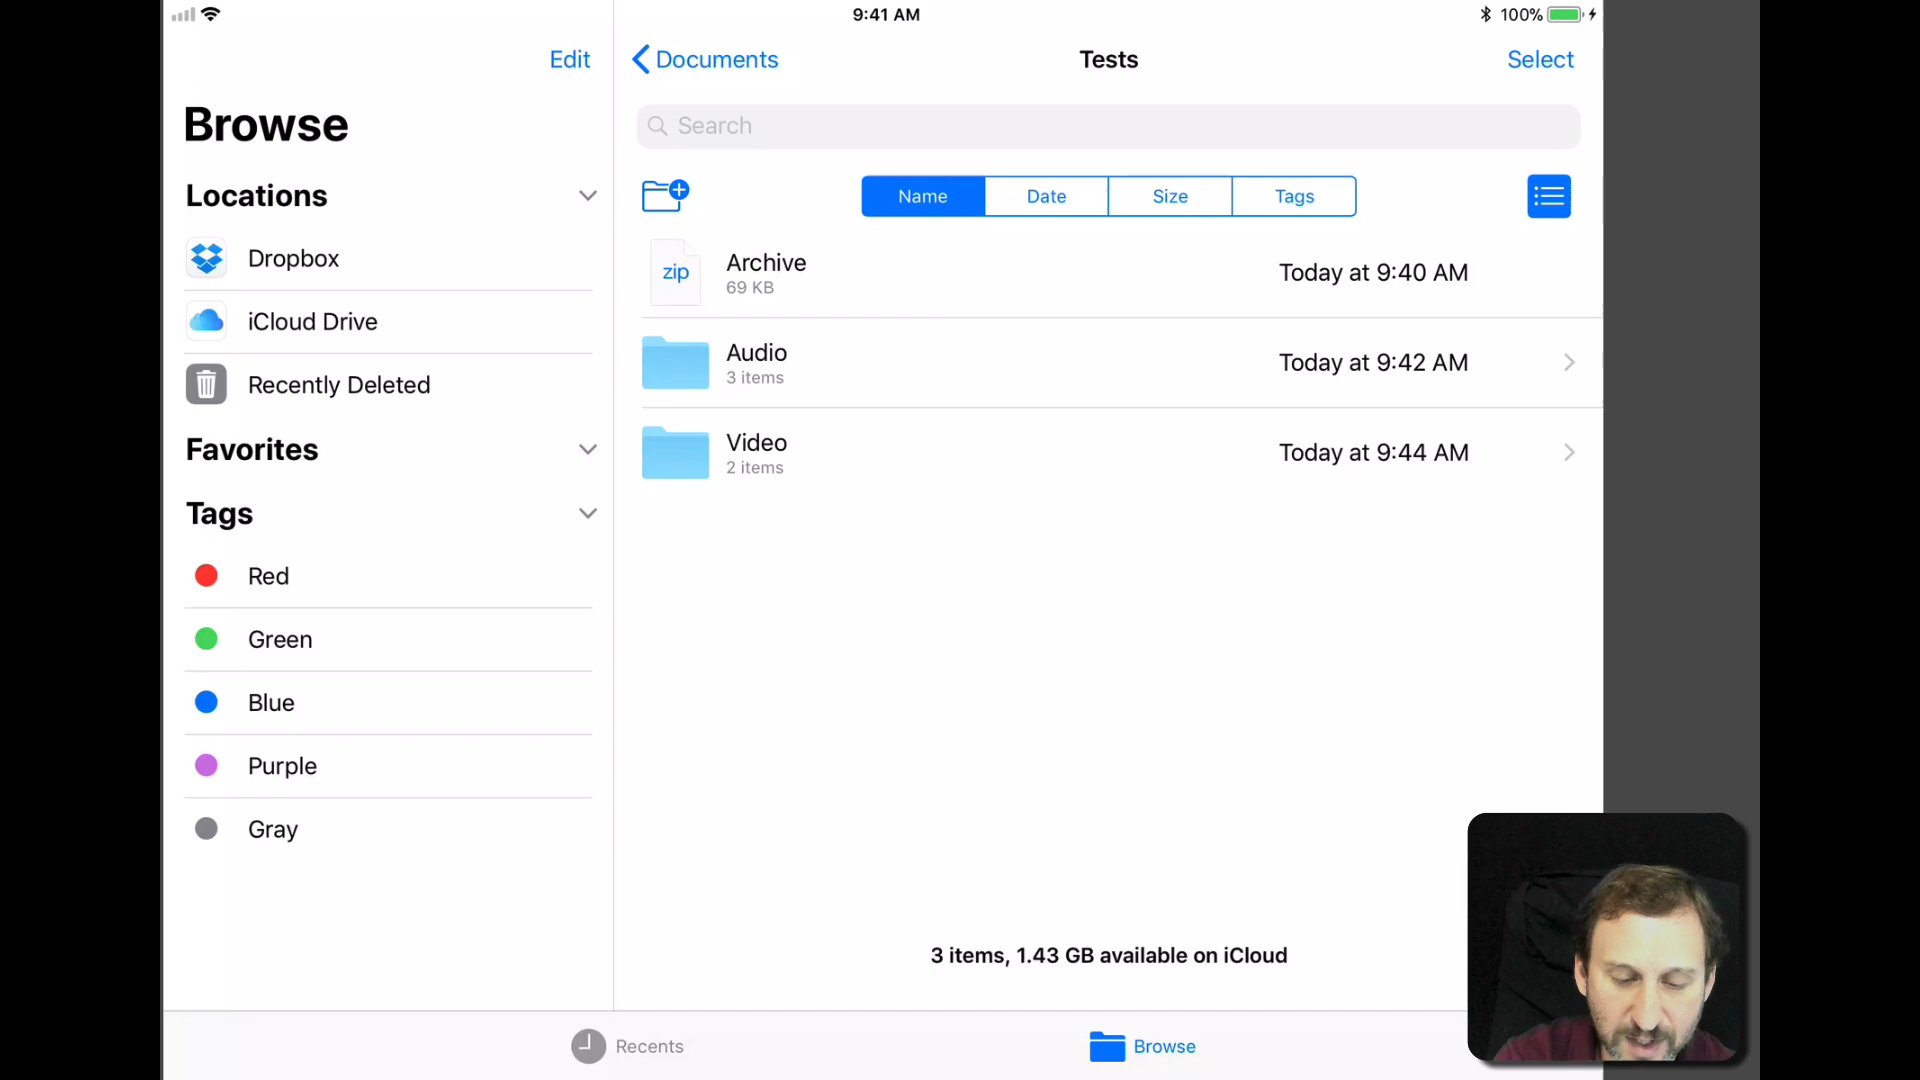 9:41 AM
100%
Edit
Documents
Tests
Select
Browse
Search
Locations
Name
Date
Size
Tags
Dropbox
iCloud Drive
Recently Deleted
Favorites
Tags
Red
Green
Blue
Purple
Gray
zip
Archive
69 KB
Today at 9:40 AM
Audio
3 items
Today at 9:42 AM
Video
2 items
Today at 9:44 AM
3 items, 1.43 GB available on iCloud
Recents
Browse